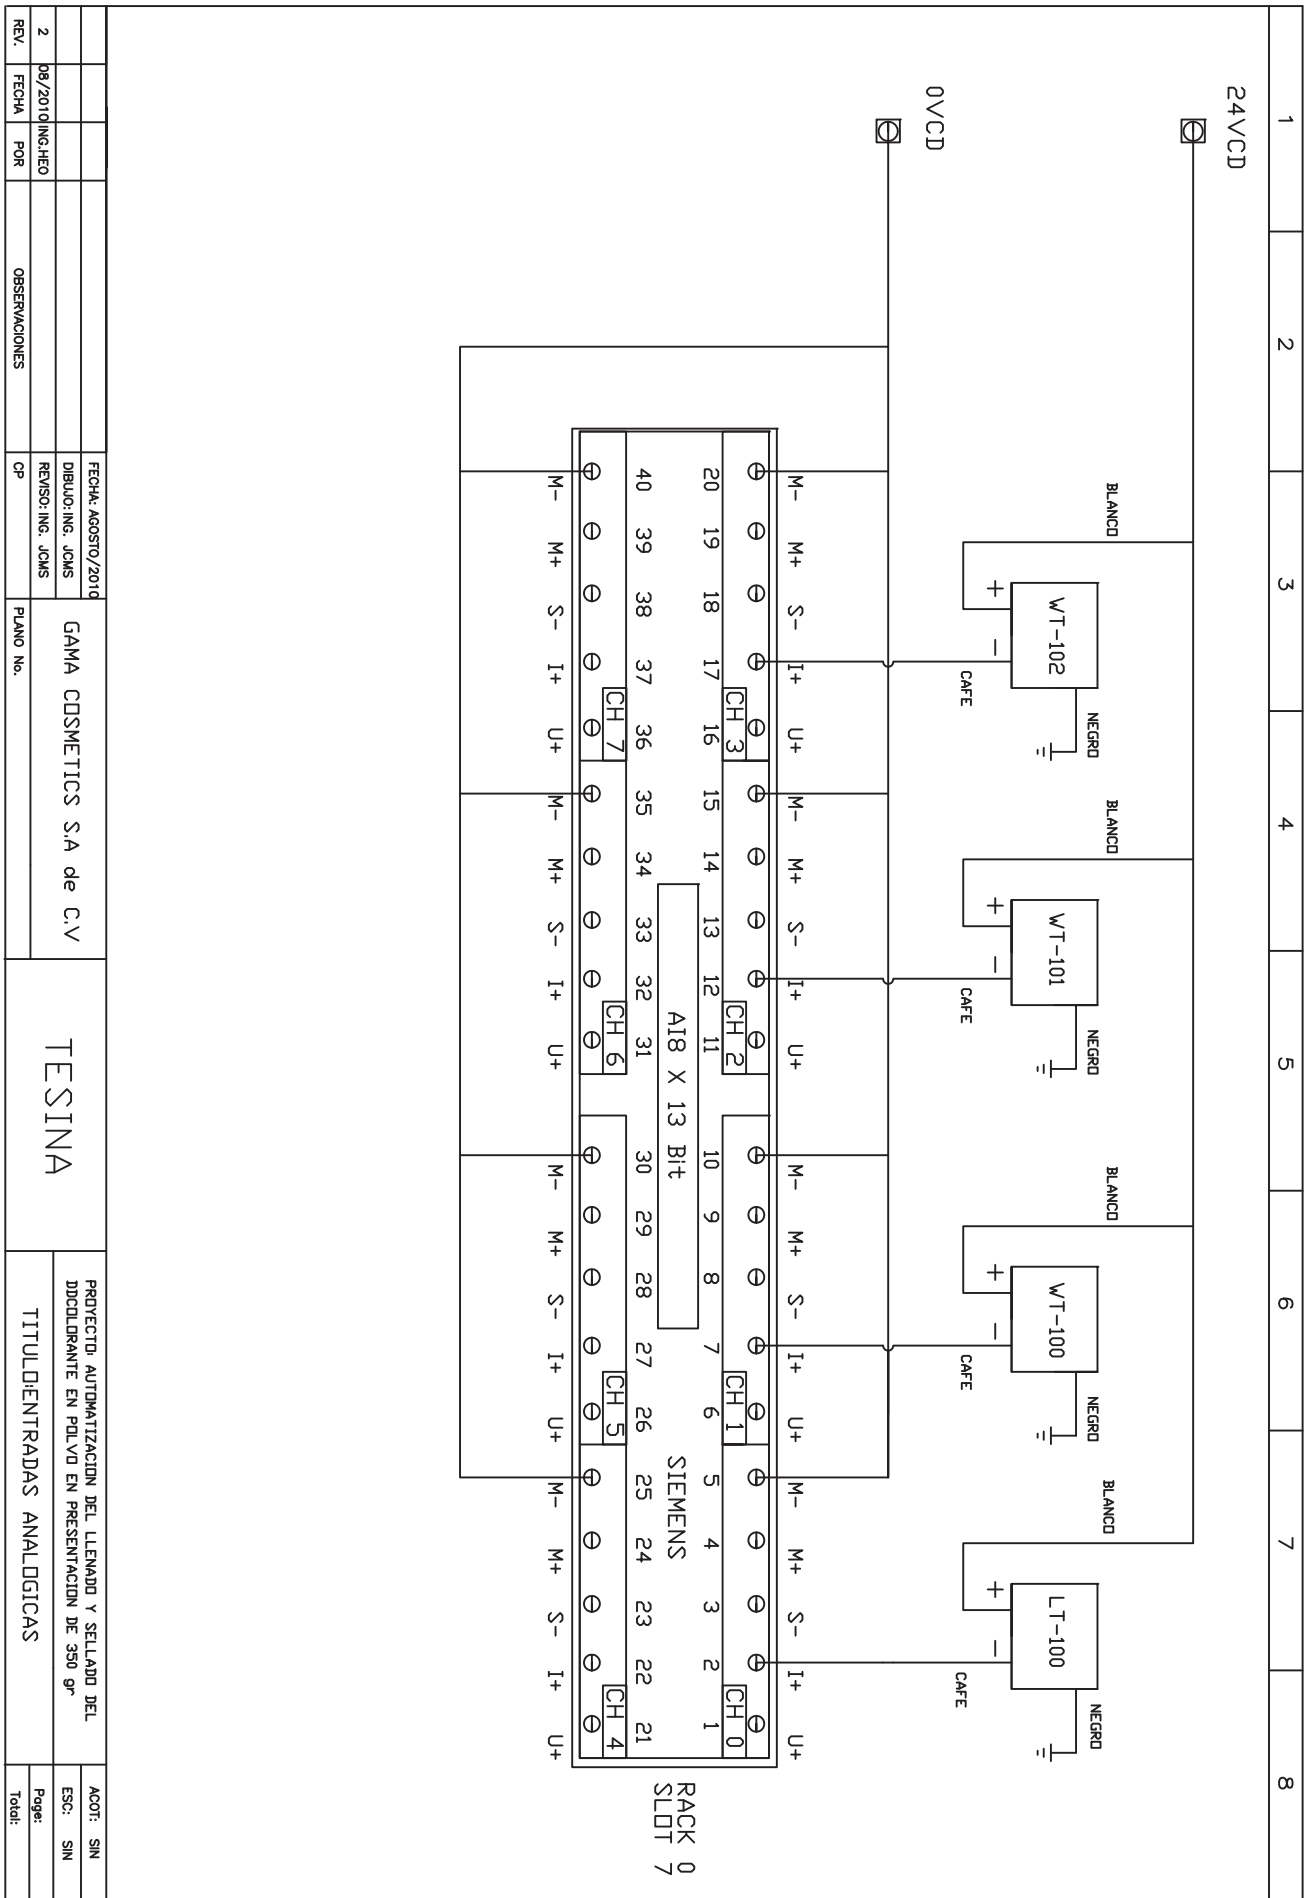 1 2 3 4 5 6 7 8
24VCD
BLANCO BLANCO BLANCO BLANCO
NEGRO NEGRO NEGRO NEGRO
WT-102 WT-101 WT-100 LT-100
+ - + - + - + -
CAFE CAFE CAFE CAFE
0VCD
M- M+ S- I+ U+ M- M+ S- I+ U+ M- M+ S- I+ U+ M- M+ S- I+ U+
CH 3 CH 2 CH 1 CH 0
20 19 18 17 16 15 14 13 12 11 10 9 8 7 6 5 4 3 2 1
AI8 X 13 Bit
SIEMENS
RACK 0
SLOT 7
40 39 38 37 36 35 34 33 32 31 30 29 28 27 26 25 24 23 22 21
CH 7 CH 6 CH 5 CH 4
M- M+ S- I+ U+ M- M+ S- I+ U+ M- M+ S- I+ U+ M- M+ S- I+ U+
2 08/2010 ING.HEO
REV. FECHA POR OBSERVACIONES
FECHA: AGOSTO/2010
DIBUJO: ING. JCMS
REVISO: ING. JCMS
CP
GAMA COSMETICS S.A de C.V
PLANO No.
TESINA
PROYECTO: AUTOMATIZACION DEL LLENADO Y SELLADO DEL
DDCOLORANTE EN POLVO EN PRESENTACION DE 350 gr
TITULO:ENTRADAS ANALOGICAS
ACOT: SIN
ESC: SIN
Page:
Total: